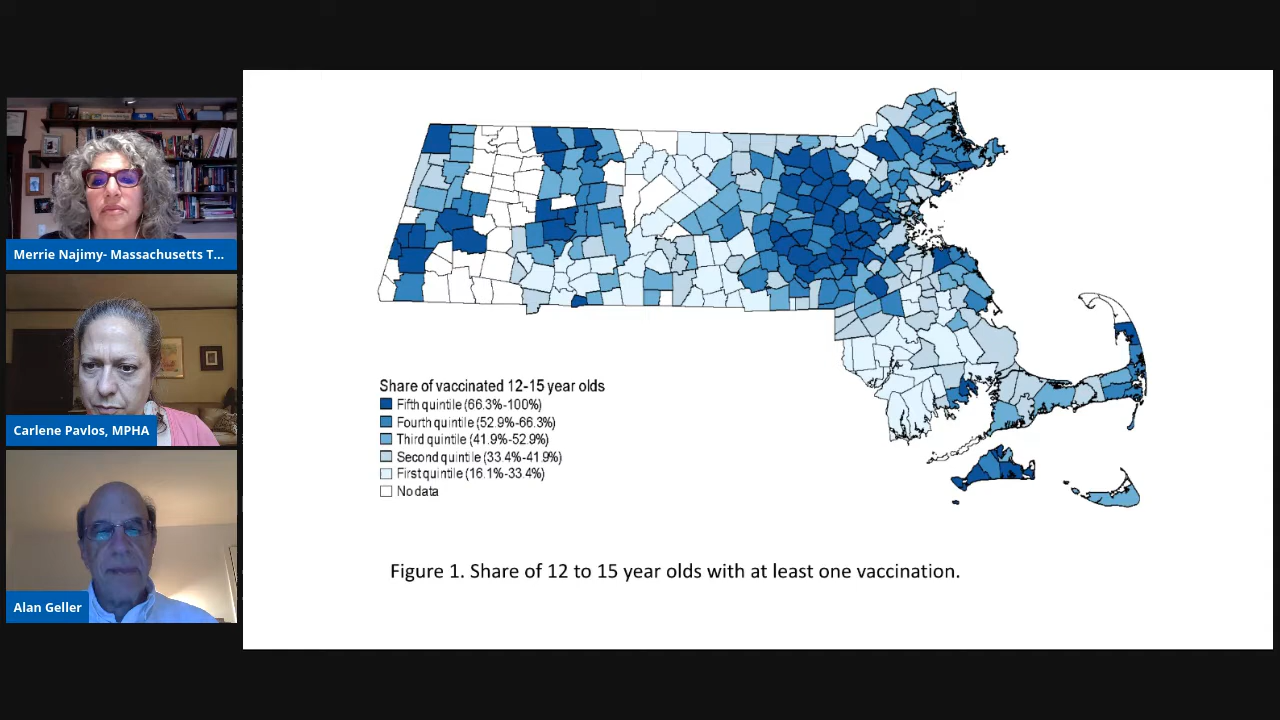 Merrie Najimy- Massachusetts T...
Carlene Pavlos, MPHA
Alan Geller
Share of vaccinated 12-15 year olds
Fifth quintile (66.3%-100%)
Fourth quintile (52.9%-66.3%)
Third quintile (41.9%-52.9%)
Second quintile (33.4%-41.9%)
First quintile (16.1%-33.4%)
No data
Figure 1. Share of 12 to 15 year olds with at least one vaccination.